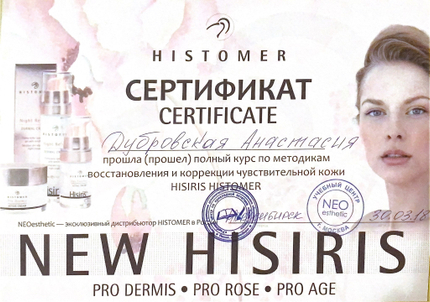 HISTOMER
СЕРТИФИКАТ
CERTIFICATE
Дубровская Анастасия
прошла (прошел) полный курс по методикам
восстановления и коррекции чувствительной кожи
HISIRIS HISTOMER
УЧЕБНЫЙ ЦЕНТР
NEO
esthetic
г. МОСКВА
NEOesthetic — эксклюзивный дистрибьютор HISTOMER в
30.03.18
NEW HISIRIS
PRO DERMIS • PRO ROSE • PRO AGE